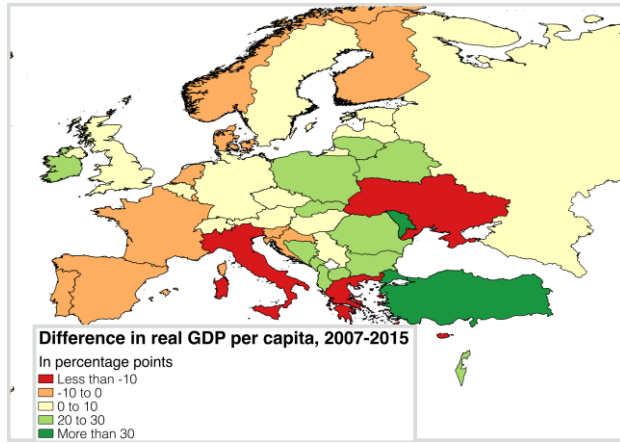 Difference in real GDP per capita, 2007-2015
In percentage points
Less than -10
-10 to 0
0 to 10
20 to 30
More than 30